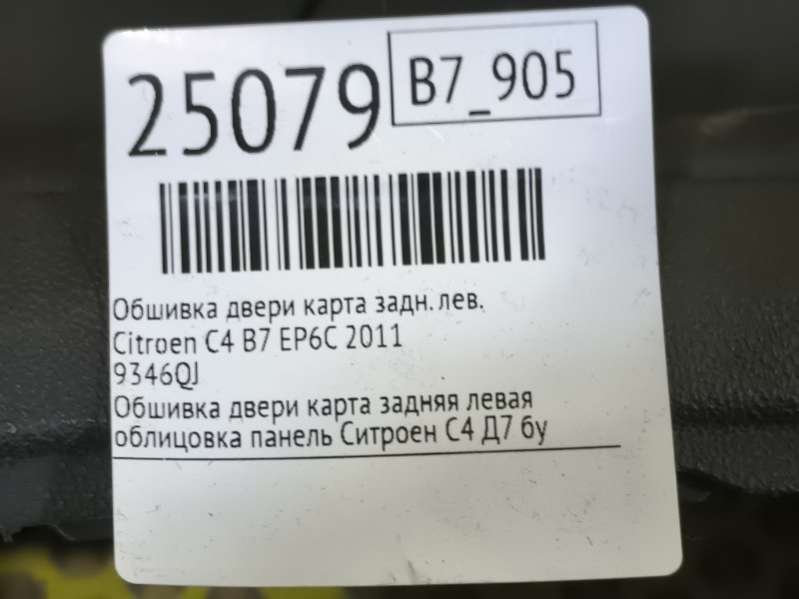 25079
B7_905
Обшивка двери карта задн. лев.
Citroen C4 B7 EP6C 2011
9346QJ
Обшивка двери карта задняя левая
облицовка панель Ситроен С4 Д7 бу